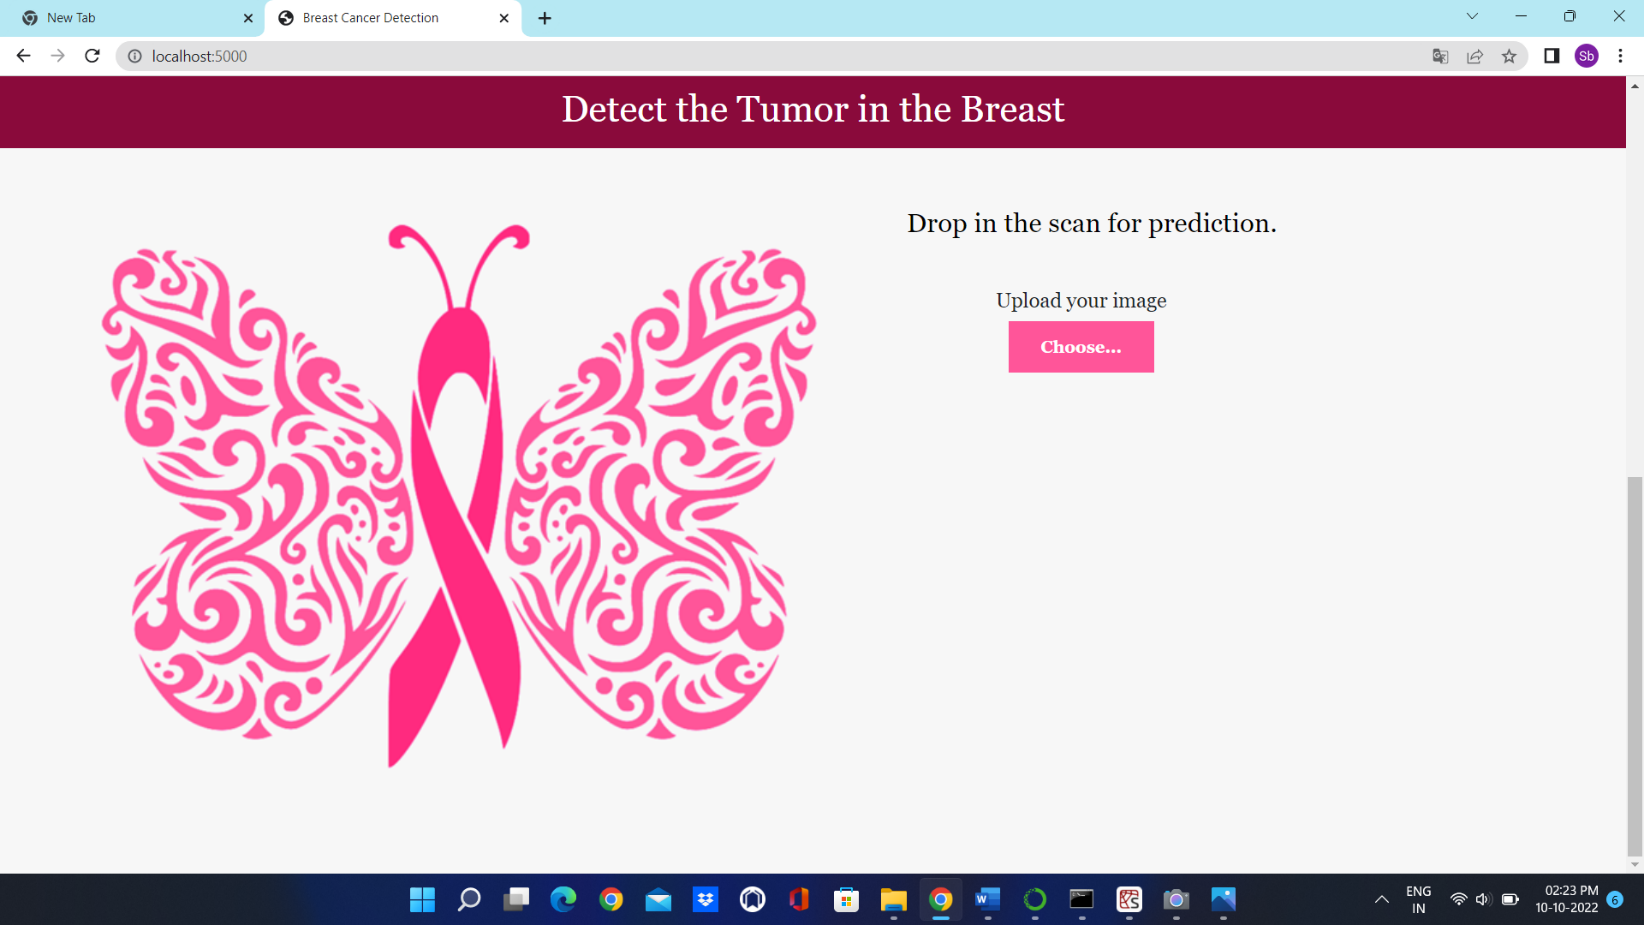 New Tab
Breast Cancer Detection
localhost:5000
Sb
Detect the Tumor in the Breast
Drop in the scan for prediction.
Upload your image
Choose...
W
ENG
IN
02:23 PM
10-10-2022
6